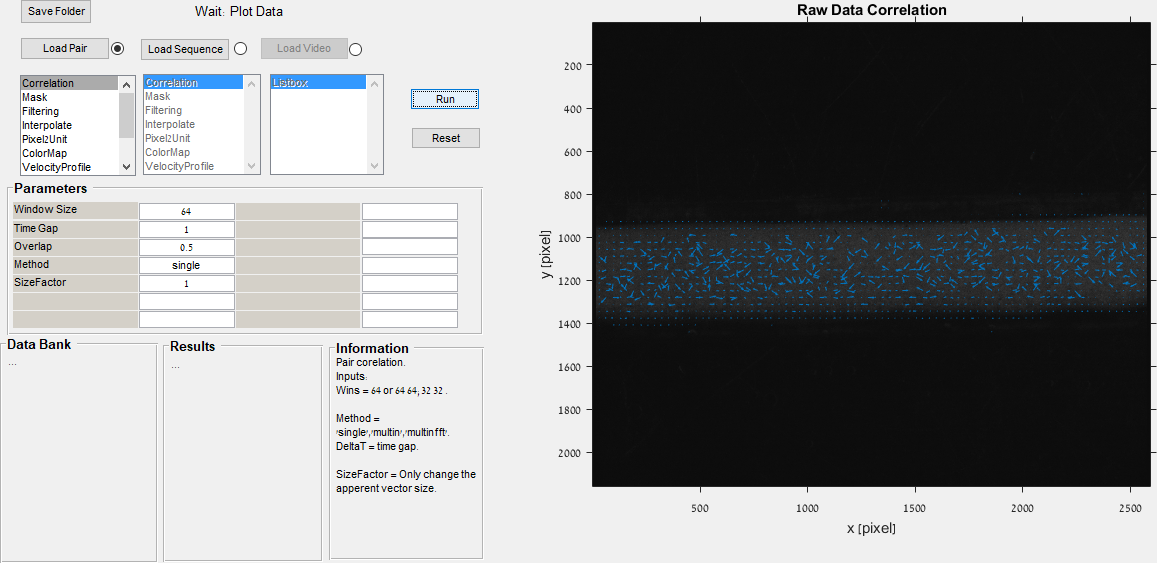 Save Folder
Wait: Plot Data
Load Pair
Load Sequence
Load Video
Correlation
Mask
Filtering
Interpolate
Pixel2Unit
ColorMap
VelocityProfile
Correlation
Mask
Filtering
Interpolate
Pixel2Unit
ColorMap
VelocityProfile
Listbox
Run
Reset
Parameters
Window Size 64
Time Gap 1
Overlap 0.5
Method single
SizeFactor 1
Data Bank
...
Results
...
Information
Pair corelation.
Inputs:
Wins = 64 or 64 64; 32 32 .
Method =
'single','multin','multinfft'.
DeltaT = time gap.
SizeFactor = Only change the
apperent vector size.
Raw Data Correlation
y [pixel]
200
400
600
800
1000
1200
1400
1600
1800
2000
500 1000 1500 2000 2500
x [pixel]